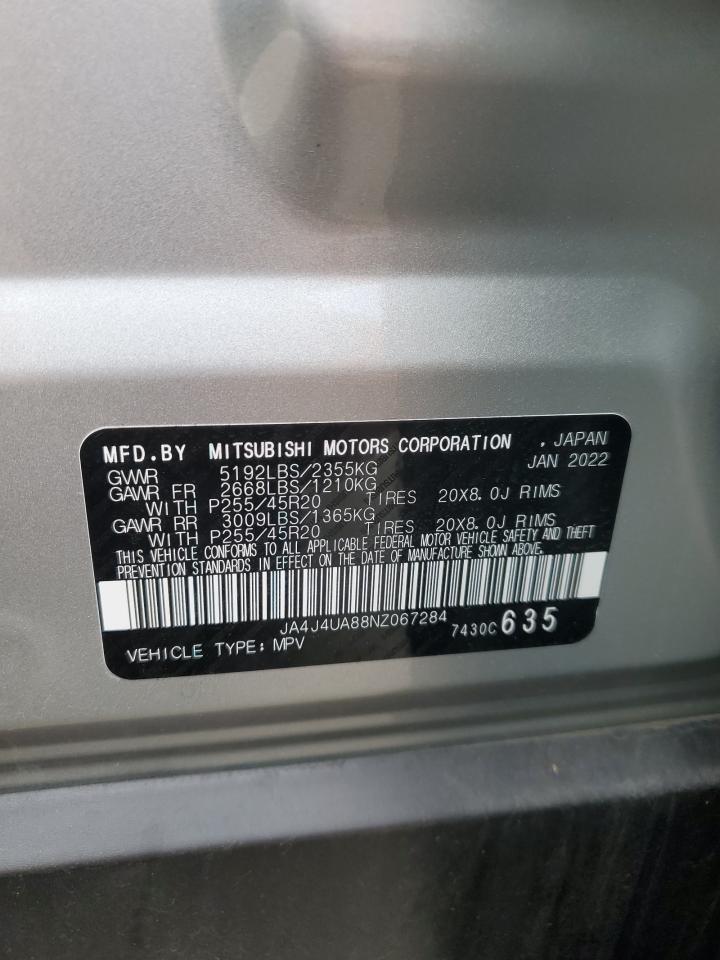 MFD.BY MITSUBISHI MOTORS CORPORATION , JAPAN
GVWR 5192LBS/2355KG JAN 2022
GAWR FR 2668LBS/1210KG
WITH P255/45R20 TIRES 20X8.0J RIMS
GAWR RR 3009LBS/1365KG
WITH P255/45R20 TIRES 20X8.0J RIMS
THIS VEHICLE CONFORMS TO ALL APPLICABLE FEDERAL MOTOR VEHICLE SAFETY AND THEFT
PREVENTION STANDARDS IN EFFECT ON THE DATE OF MANUFACTURE SHOWN ABOVE.
JA4J4UA88NZ067284
7430C 635
VEHICLE TYPE: MPV